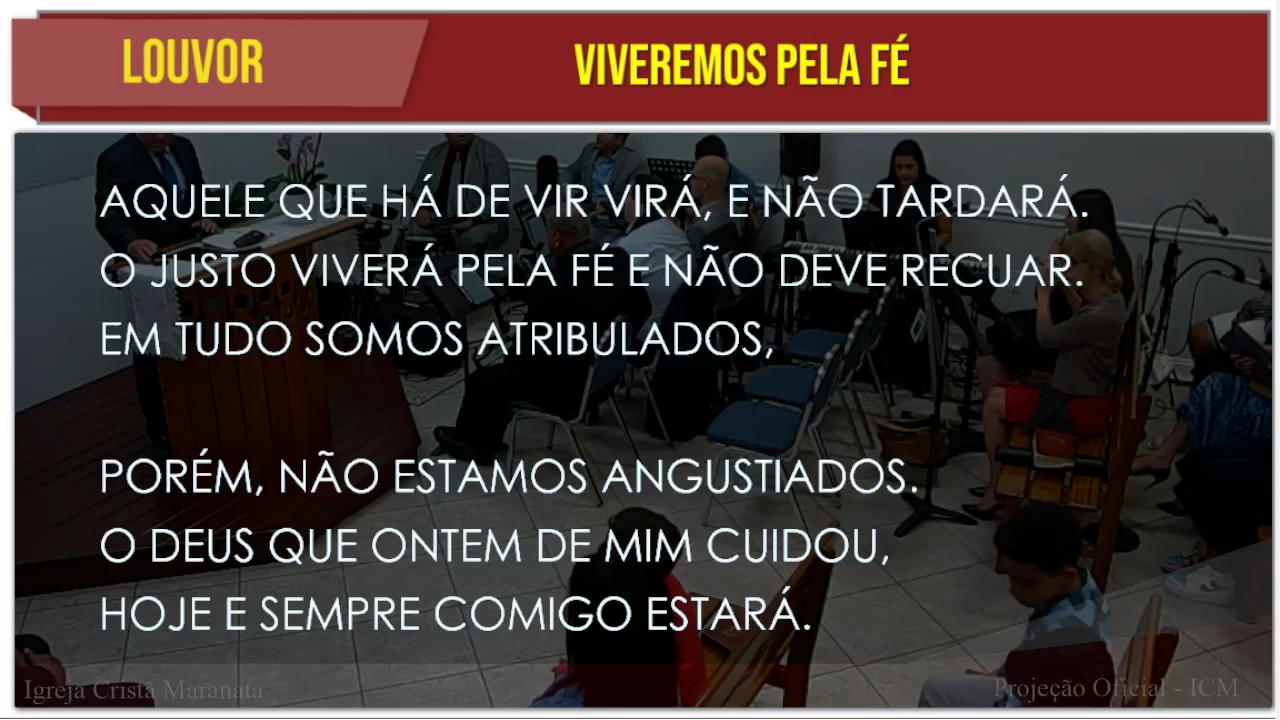 LOUVOR
VIVEREMOS PELA FÉ
AQUELE QUE HÁ DE VIR VIRÁ, E NÃO TARDARÁ.
O JUSTO VIVERÁ PELA FÉ E NÃO DEVE RECUAR.
EM TUDO SOMOS ATRIBULADOS,
PORÉM, NÃO ESTAMOS ANGUSTIADOS.
O DEUS QUE ONTEM DE MIM CUIDOU,
HOJE E SEMPRE COMIGO ESTARÁ.
Igreja Cristã Maranata
Projeção Oficial - ICM